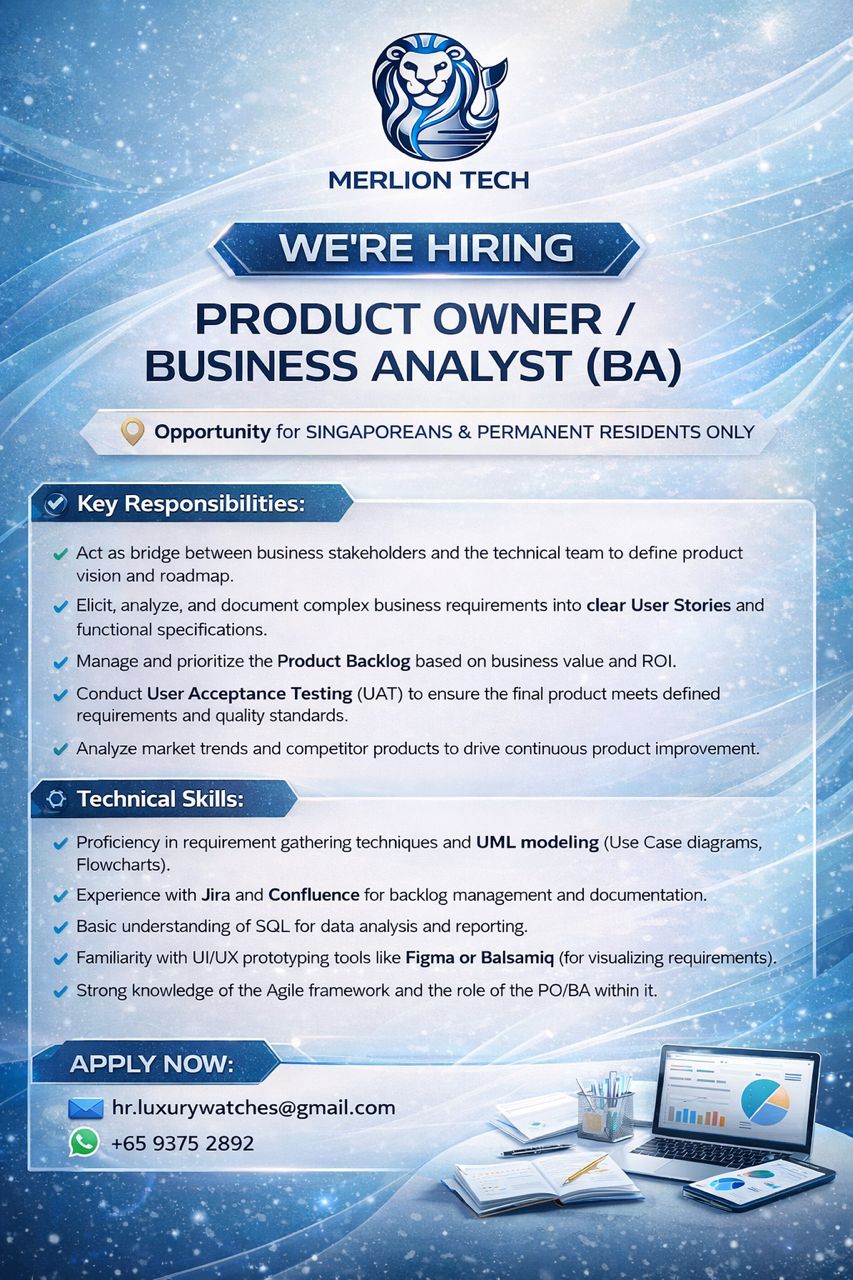 MERLION TECH
WE'RE HIRING
PRODUCT OWNER /
BUSINESS ANALYST (BA)
Opportunity for SINGAPOREANS & PERMANENT RESIDENTS ONLY
Key Responsibilities:
Act as bridge between business stakeholders and the technical team to define product
vision and roadmap.
Elicit, analyze, and document complex business requirements into clear User Stories and
functional specifications.
Manage and prioritize the Product Backlog based on business value and ROI.
Conduct User Acceptance Testing (UAT) to ensure the final product meets defined
requirements and quality standards.
Analyze market trends and competitor products to drive continuous product improvement.
Technical Skills:
Proficiency in requirement gathering techniques and UML modeling (Use Case diagrams,
Flowcharts).
Experience with Jira and Confluence for backlog management and documentation.
Basic understanding of SQL for data analysis and reporting.
Familiarity with UI/UX prototyping tools like Figma or Balsamiq (for visualizing requirements).
Strong knowledge of the Agile framework and the role of the PO/BA within it.
APPLY NOW:
hr.luxurywatches@gmail.com
+65 9375 2892